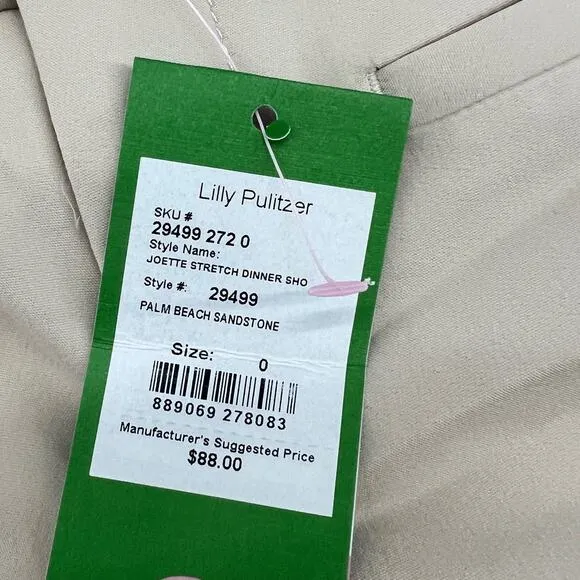 Lilly Pulitzer
SKU #
29499 272 0
Style Name:
JOETTE STRETCH DINNER SHO
Style #: 29499
PALM BEACH SANDSTONE
Size: 0
889069 278083
Manufacturer's Suggested Price
$88.00